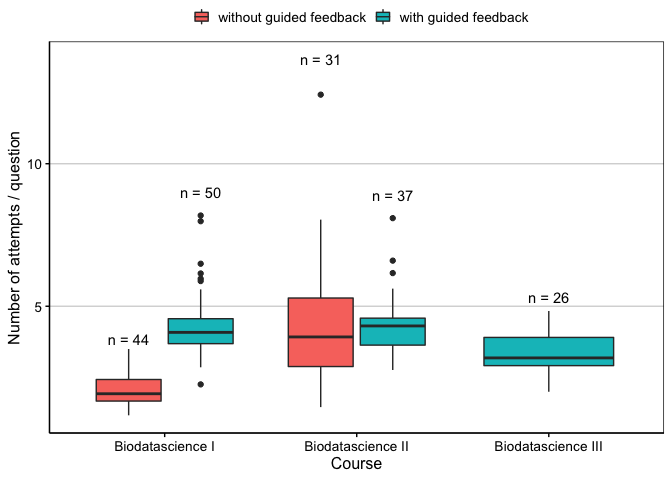 without guided feedback with guided feedback
n = 31
n = 50
n = 37
n = 26
n = 44
10
5
Number of attempts / question
Biodatascience I Biodatascience II Biodatascience III
Course